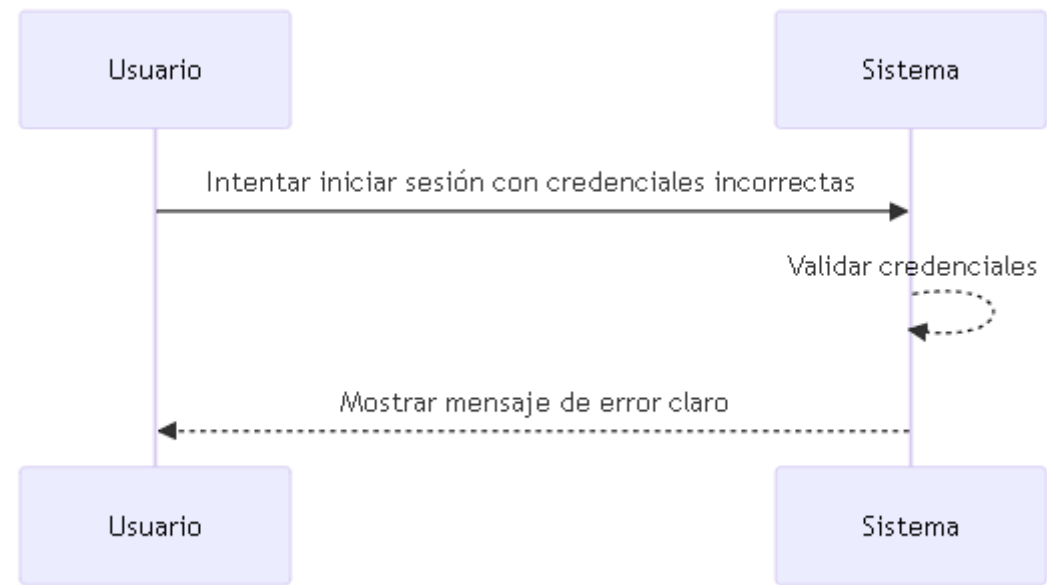 Usuario
Sistema
Intentar iniciar sesión con credenciales incorrectas
Validar credenciales
Mostrar mensaje de error claro
Usuario
Sistema